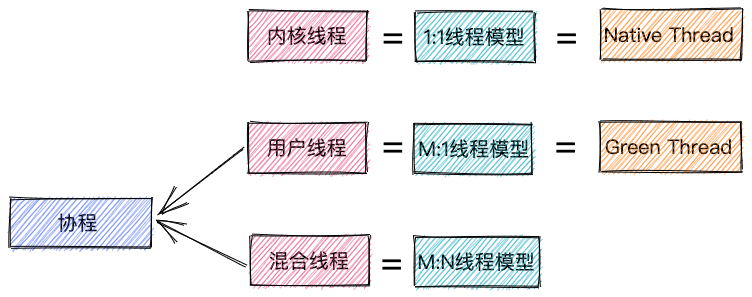 内核线程 = 1:1线程模型 = Native Thread
用户线程 = M:1线程模型 = Green Thread
协程
混合线程 = M:N线程模型